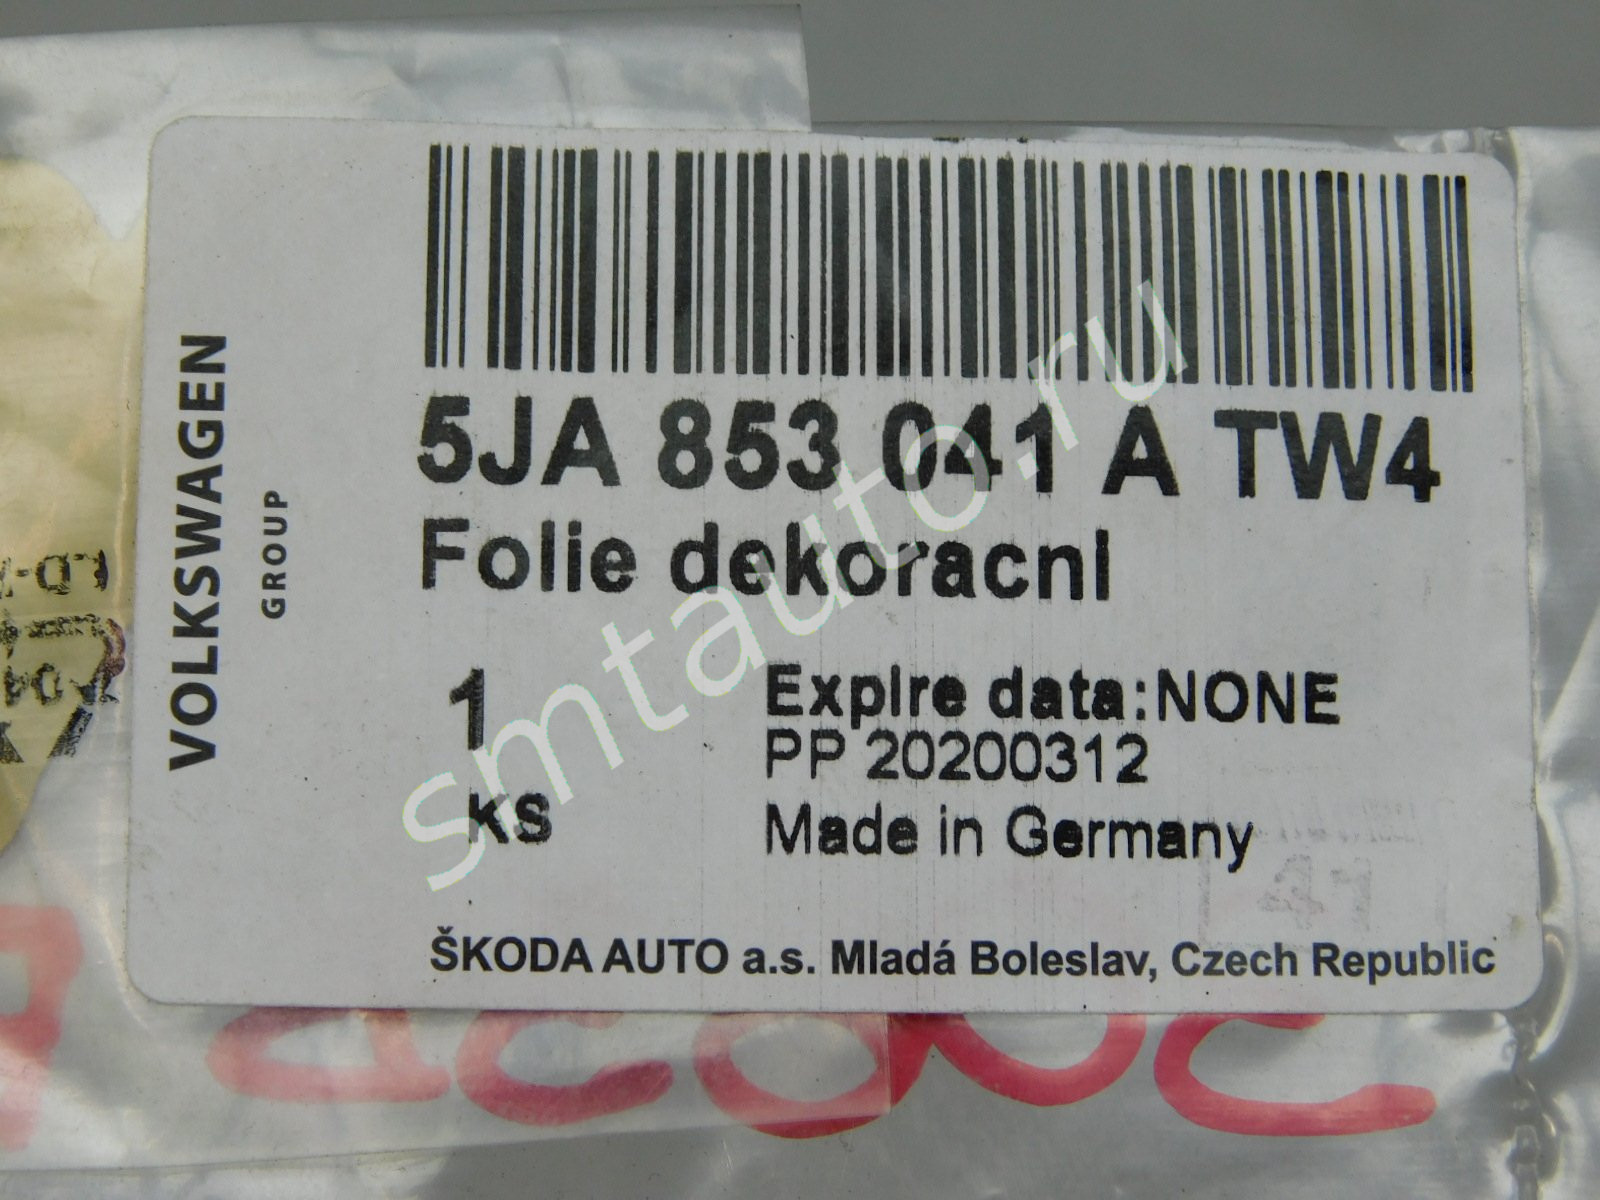 VOLKSWAGEN
GROUP
5JA 853 041 A TW4
Folie dekoracni
1
Expire data:NONE
PP 20200312
KS
Made in Germany
ŠKODA AUTO a.s. Mladá Boleslav, Czech Republic
smtauto.ru